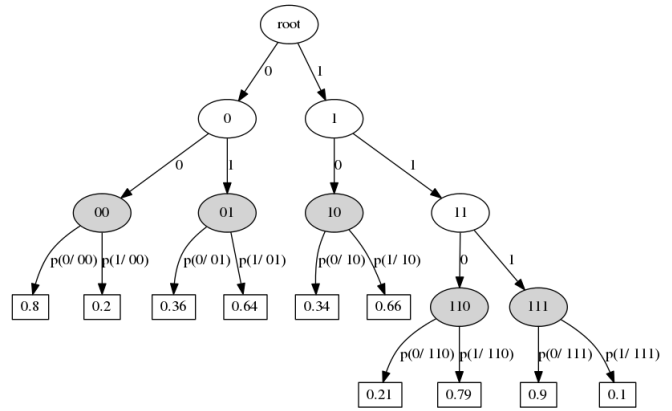 root
0 1
0 1
0 1 0 1
00 01 10 11
p(0/ 00) p(1/ 00) p(0/ 01) p(1/ 01) p(0/ 10) p(1/ 10) 0 1
0.8 0.2 0.36 0.64 0.34 0.66 110 111
p(0/ 110) p(1/ 110) p(0/ 111) p(1/ 111)
0.21 0.79 0.9 0.1